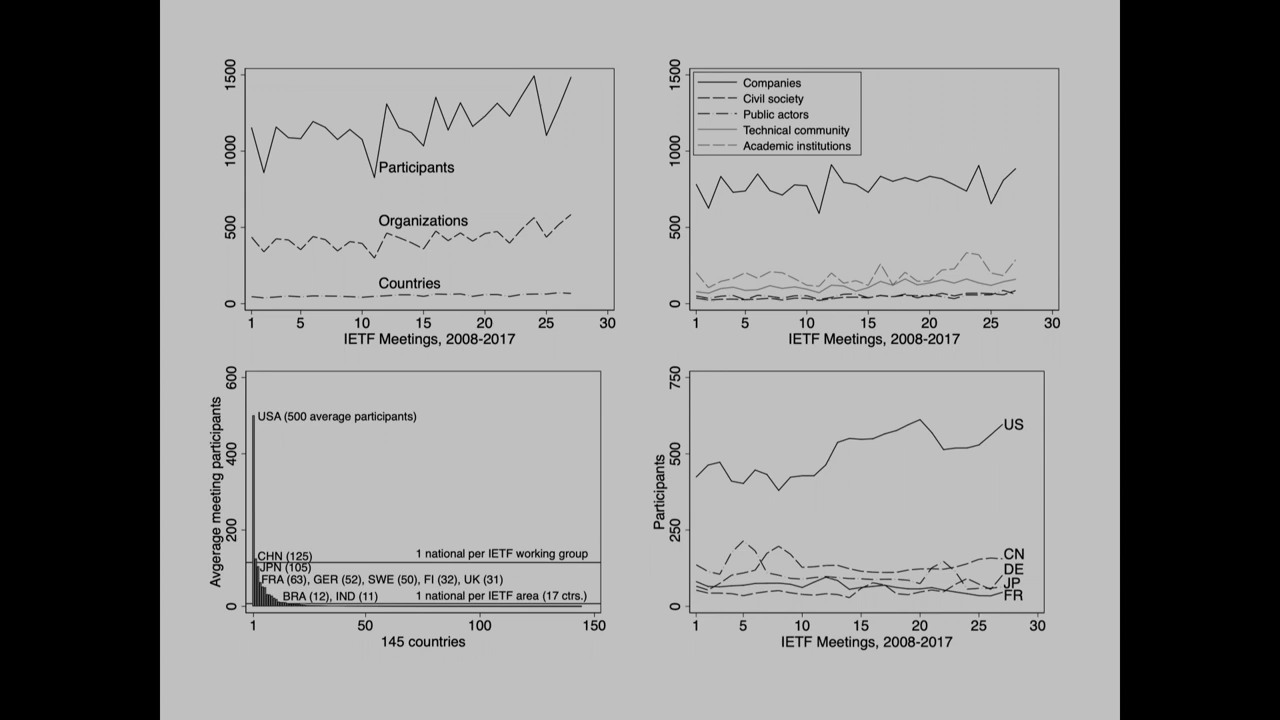 1500
1000
500
0
Participants
Organizations
Countries
1 5 10 15 20 25 30
IETF Meetings, 2008-2017
1500
1000
500
0
Companies
Civil society
Public actors
Technical community
Academic institutions
1 5 10 15 20 25 30
IETF Meetings, 2008-2017
Avgerage meeting participants
600
400
200
0
USA (500 average participants)
CHN (125)
1 national per IETF working group
JPN (105)
FRA (63), GER (52), SWE (50), FI (32), UK (31)
BRA (12), IND (11)
1 national per IETF area (17 ctrs.)
1 50 100 150
145 countries
Participants
750
500
250
0
US
CN
DE
JP
FR
1 5 10 15 20 25 30
IETF Meetings, 2008-2017